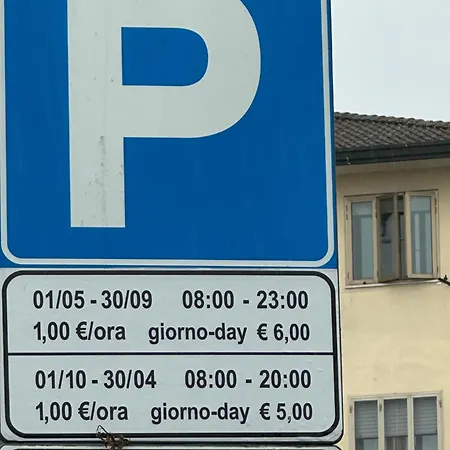 P
01/05 - 30/09 08:00 - 23:00
1,00 €/ora giorno-day € 6,00
01/10 - 30/04 08:00 - 20:00
1,00 €/ora giorno-day € 5,00